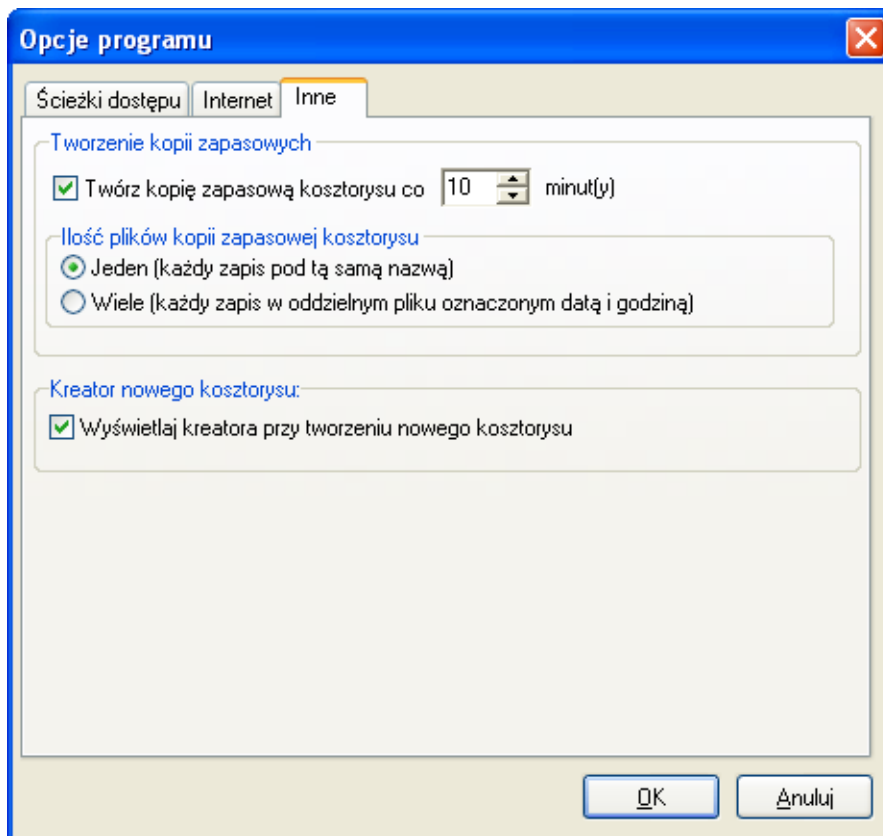 Opcje programu
Ścieżki dostępu Internet Inne
Tworzenie kopii zapasowych
Twórz kopię zapasową kosztorysu co 10 minut(y)
Ilość plików kopii zapasowej kosztorysu
Jeden (każdy zapis pod tą samą nazwą)
Wiele (każdy zapis w oddzielnym pliku oznaczonym datą i godziną)
Kreator nowego kosztorysu:
Wyświetlaj kreatora przy tworzeniu nowego kosztorysu
OK Anuluj